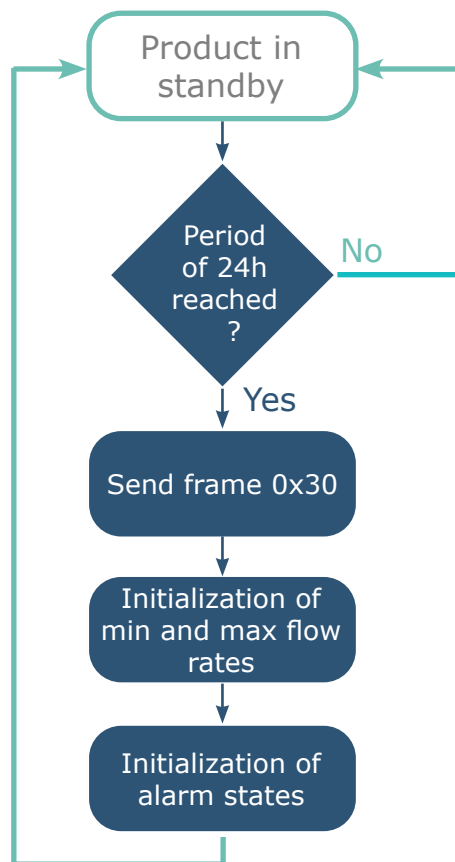 Product in
standby
Period
of 24h
reached
?
No
Yes
Send frame 0x30
Initialization of
min and max flow
rates
Initialization of
alarm states